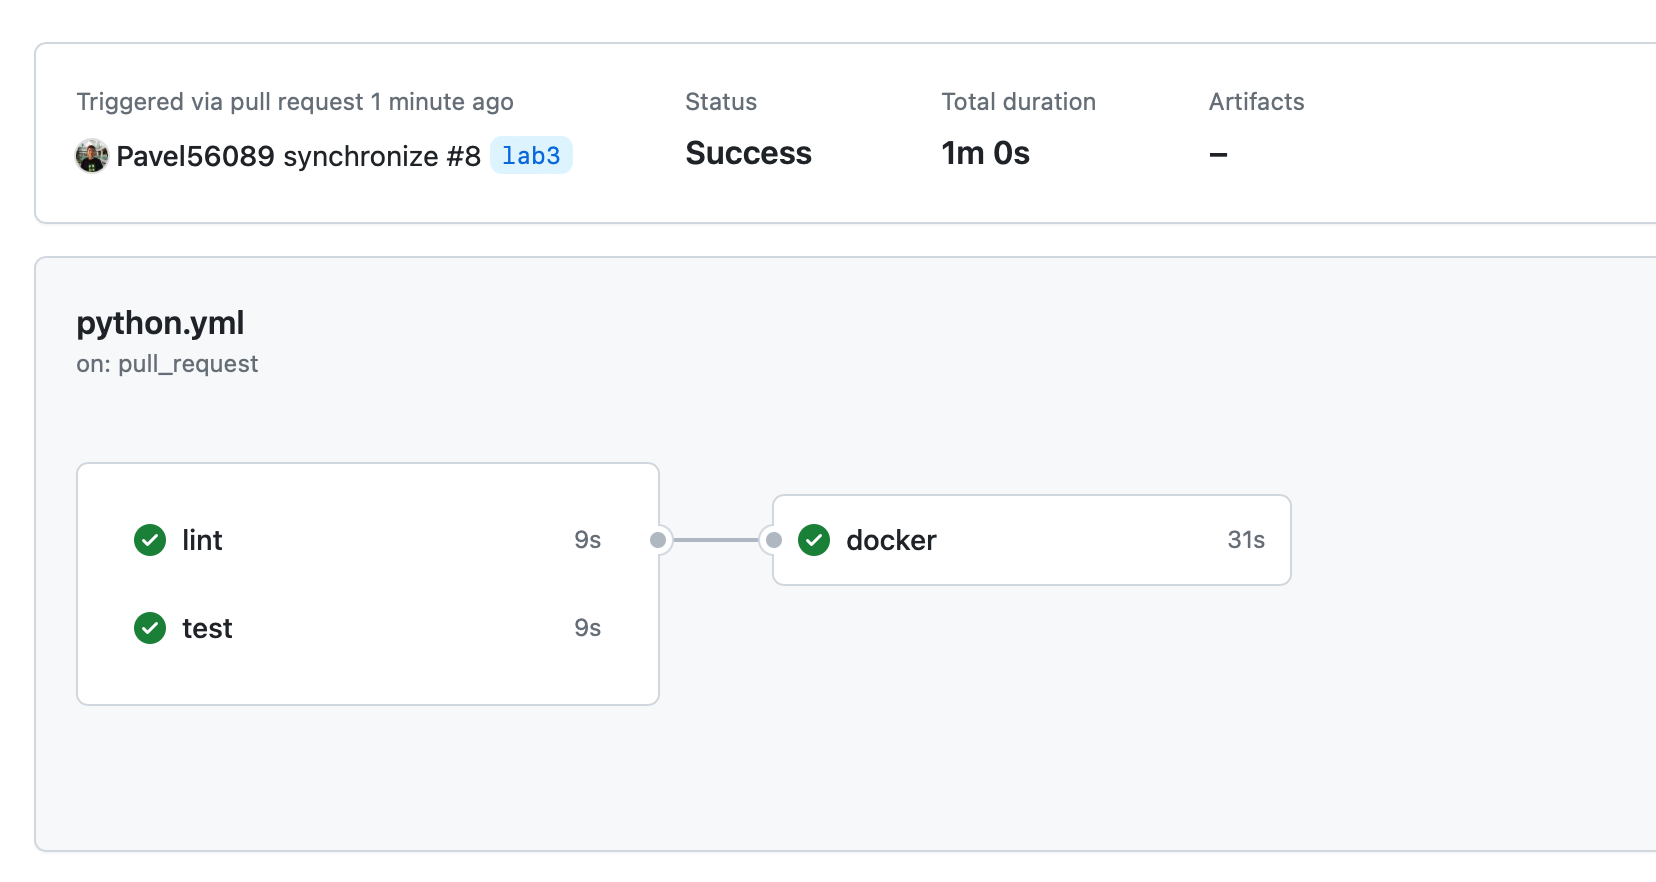 Triggered via pull request 1 minute ago
Pavel56089 synchronize #8 lab3
Status
Success
Total duration
1m 0s
Artifacts
–
python.yml
on: pull_request
lint 9s
test 9s
docker 31s